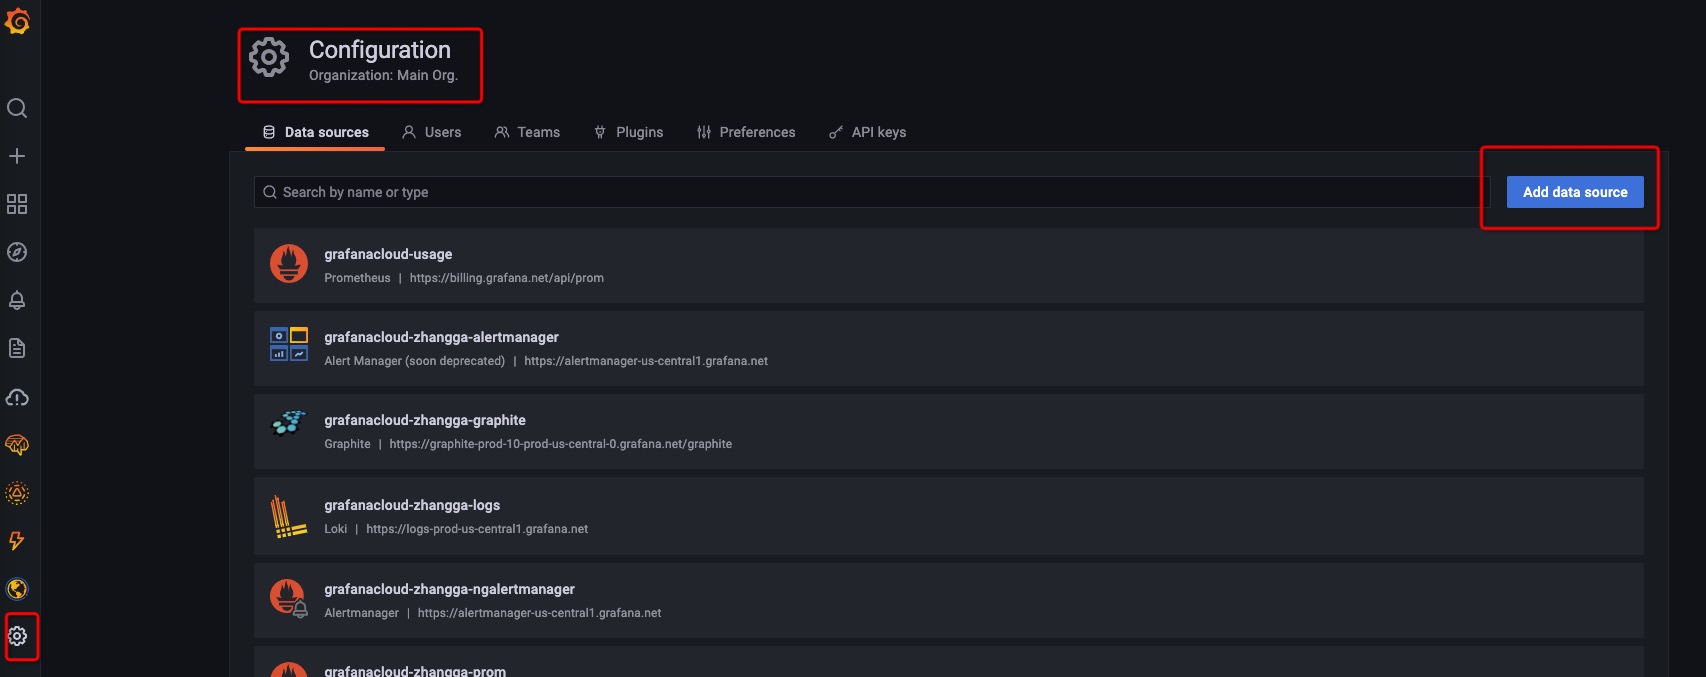 Configuration
Organization: Main Org.
Data sources Users Teams Plugins Preferences API keys
Search by name or type Add data source
grafanacloud-usage
Prometheus | https://billing.grafana.net/api/prom
grafanacloud-zhangga-alertmanager
Alert Manager (soon deprecated) | https://alertmanager-us-central1.grafana.net
grafanacloud-zhangga-graphite
Graphite | https://graphite-prod-10-prod-us-central-0.grafana.net/graphite
grafanacloud-zhangga-logs
Loki | https://logs-prod-us-central1.grafana.net
grafanacloud-zhangga-ngalertmanager
Alertmanager | https://alertmanager-us-central1.grafana.net
grafanacloud-zhangga-prom